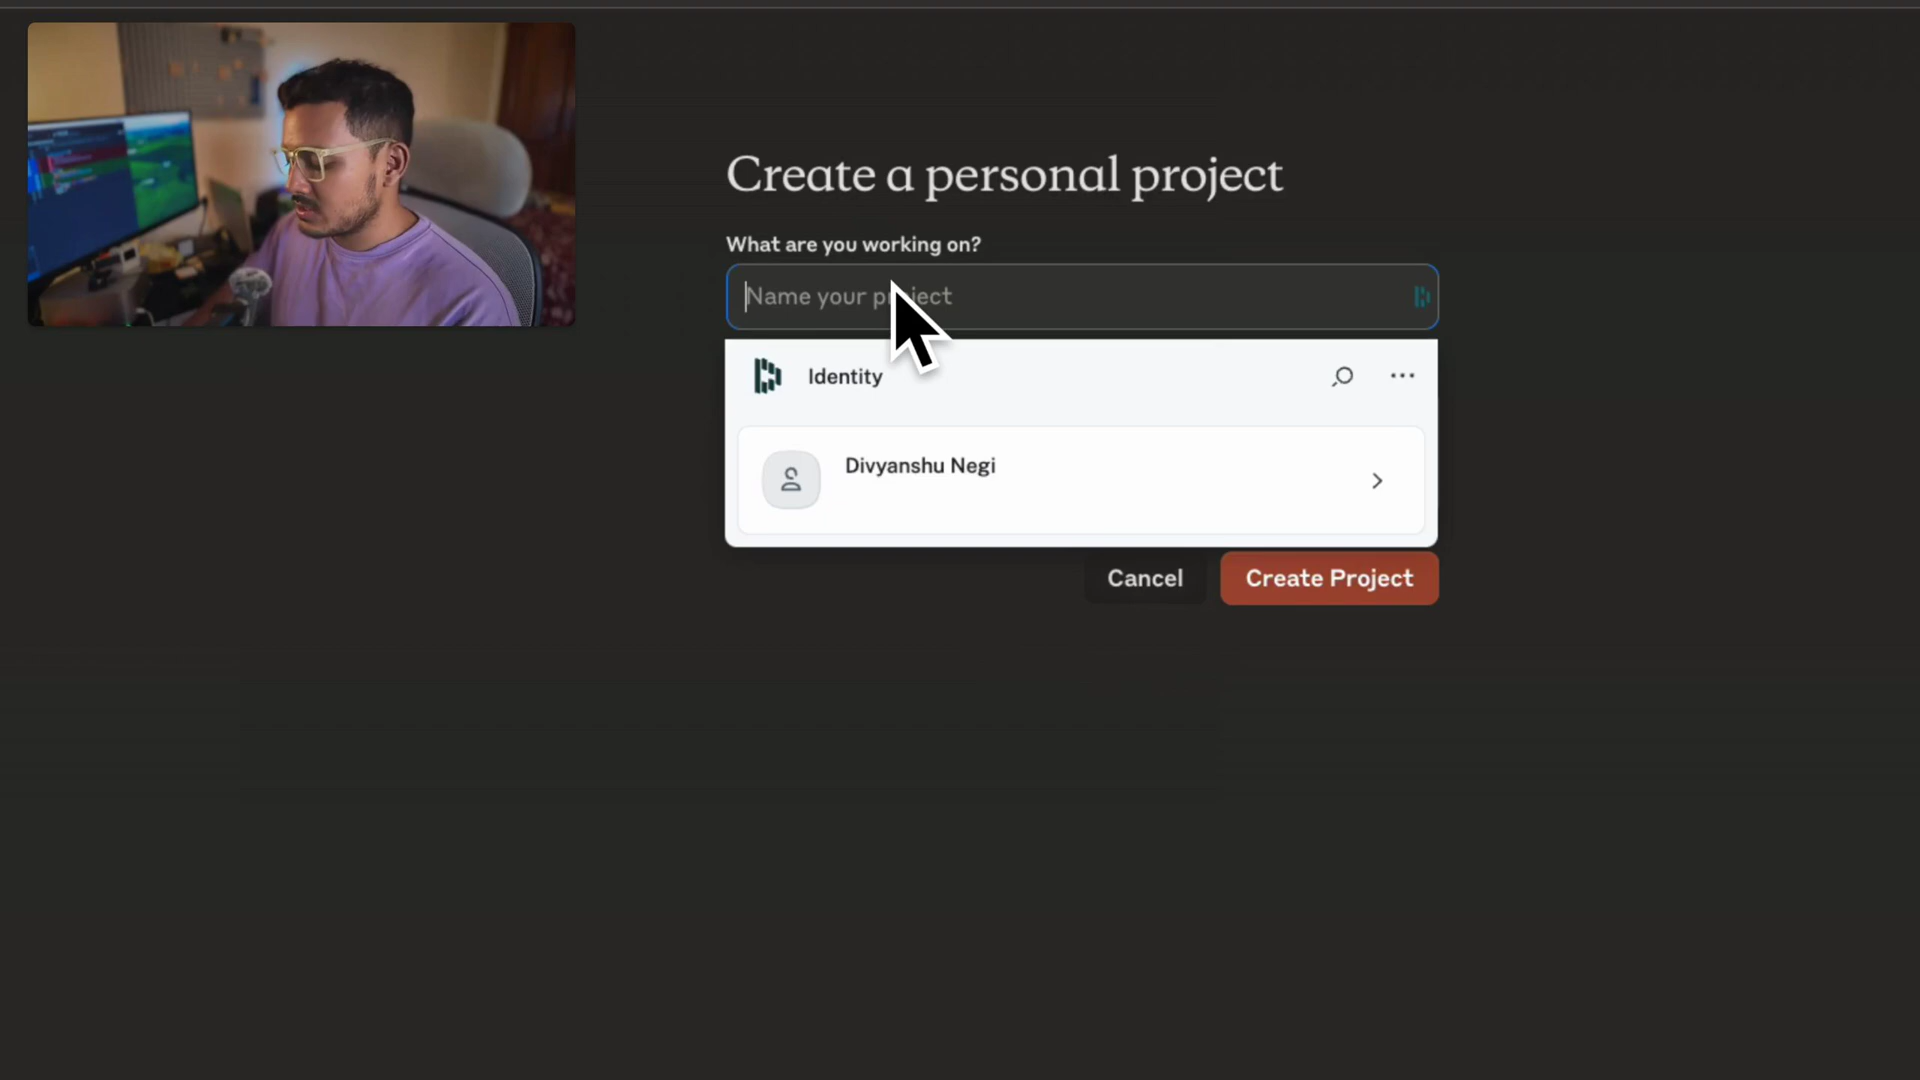 Create a personal project
What are you working on?
Name your project
Identity
Divyanshu Negi
Cancel
Create Project